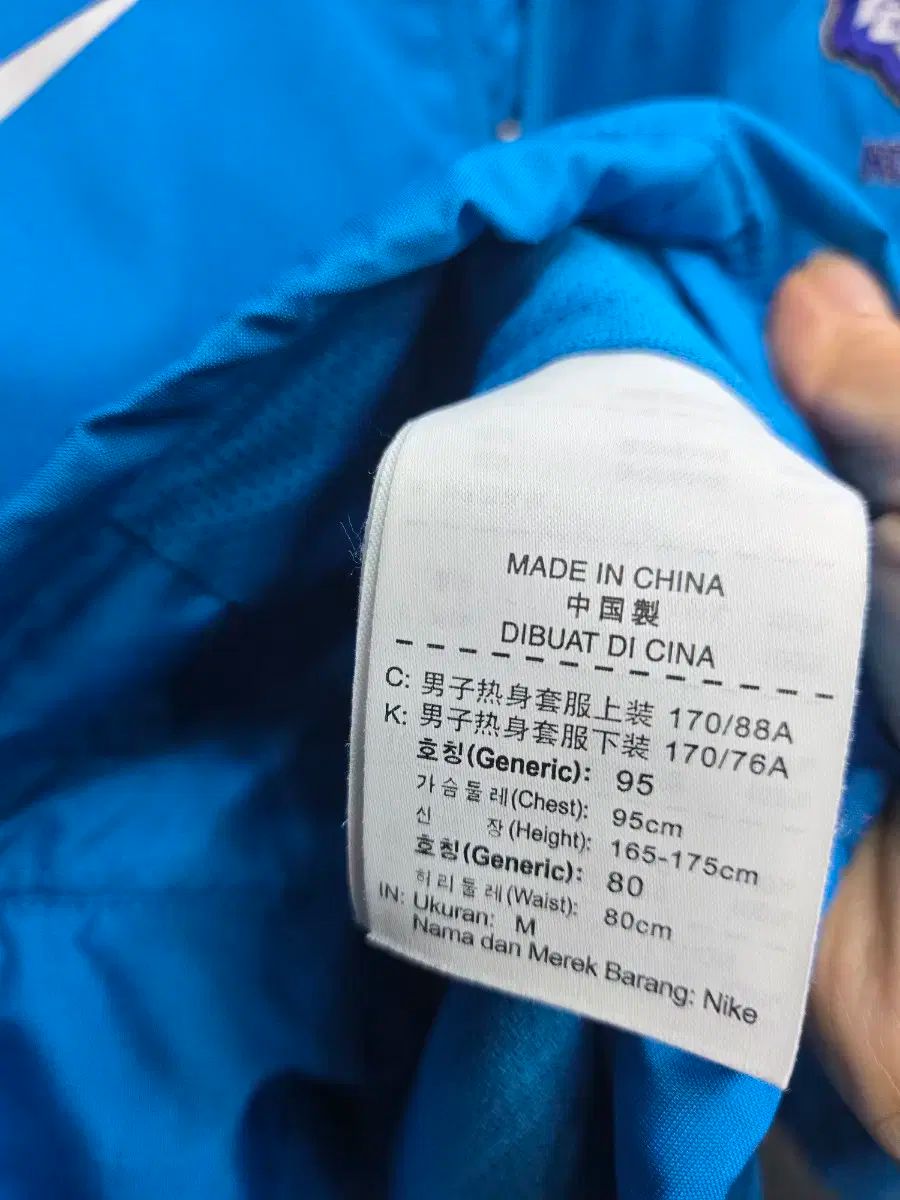 MADE IN CHINA
中国製
DIBUAT DI CINA
C: 男子热身套服上装 170/88A
男子热身套服下装 170/76A
K: 호칭(Generic): 95
가슴둘레(Chest): 95cm
신 장(Height): 165-175cm
호칭(Generic): 80
허리둘레(Waist): 80cm
IN: Ukuran: M
Nama dan Merek Barang: Nike